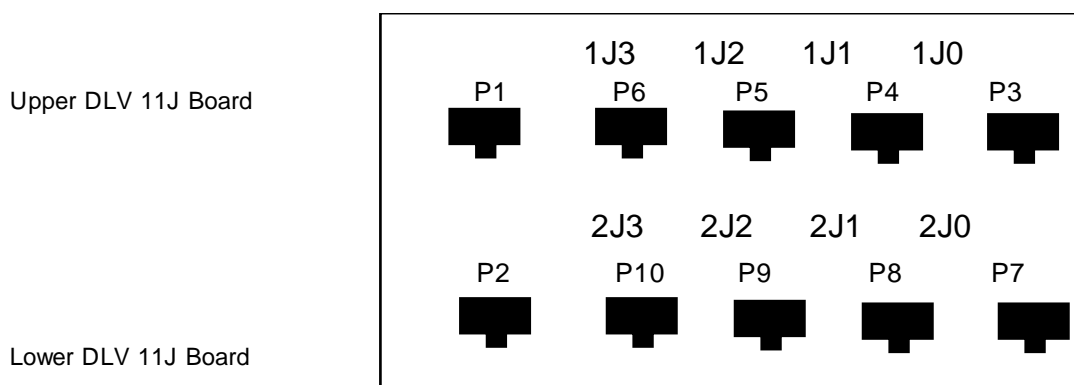 1J3 1J2 1J1 1J0
Upper DLV 11J Board
P1 P6 P5 P4 P3
2J3 2J2 2J1 2J0
P2 P10 P9 P8 P7
Lower DLV 11J Board